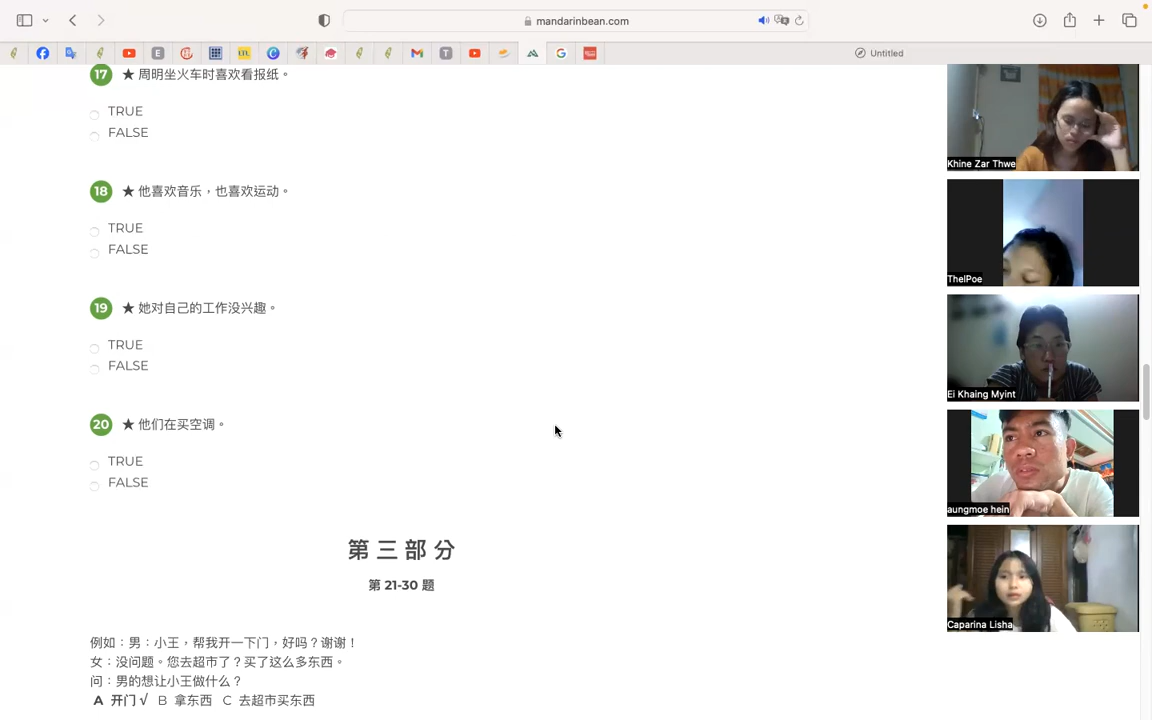 mandarinbean.com
Untitled
17 ★ 周明坐火车时喜欢看报纸。
TRUE
FALSE
18 ★ 他喜欢音乐，也喜欢运动。
TRUE
FALSE
19 ★ 她对自己的工作没兴趣。
TRUE
FALSE
20 ★ 他们在买空调。
TRUE
FALSE
第三部分
第 21-30 题
例如：男：小王，帮我开一下门，好吗？谢谢！
女：没问题。您去超市了？买了这么多东西。
问：男的想让小王做什么？
A 开门 √ B 拿东西 C 去超市买东西
Khine Zar Thwe
ThelPoe
Ei Khaing Myint
aungmoe hein
Caparina Lisha